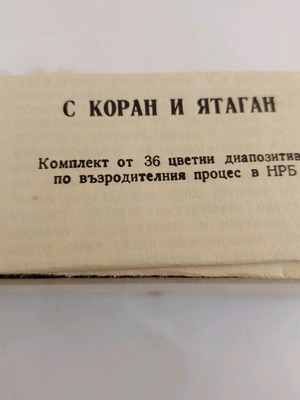 С КОРАН И ЯТАГАН
Комплект от 36 цветни диапозитив
по възродителния процес в НРБ